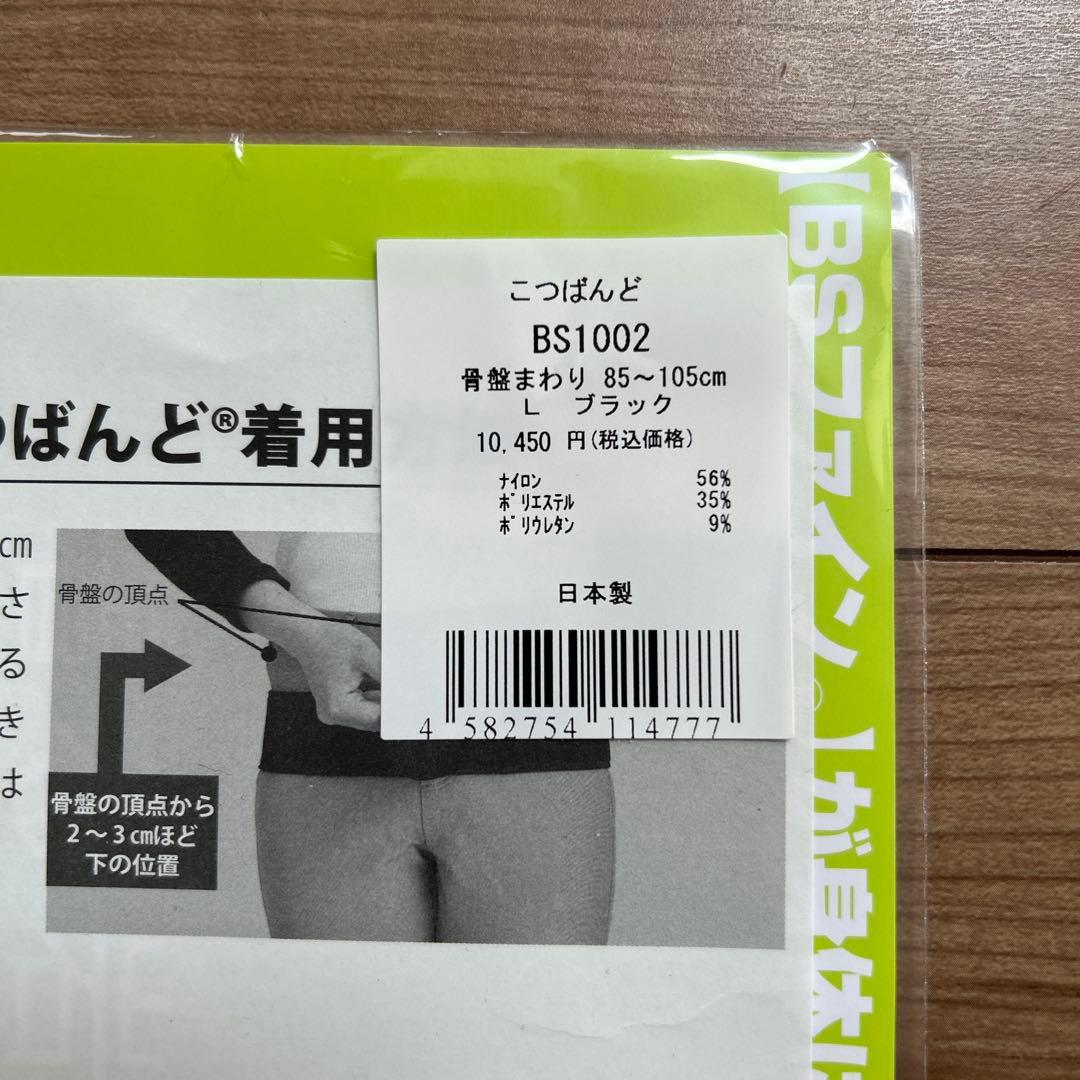 こつばんど
BS1002
骨盤まわり 85～105cm
L ブラック
10,450 円(税込価格)
ﾅｲﾛﾝ 56%
ﾎﾟﾘｴｽﾃﾙ 35%
ﾎﾟﾘｳﾚﾀﾝ 9%
日本製
4 582754 114777
ばんど®着用
cm
さ
る
き
は
骨盤の頂点
骨盤の頂点から
2～3㎝ほど
下の位置
【BSファイン®】が身体に